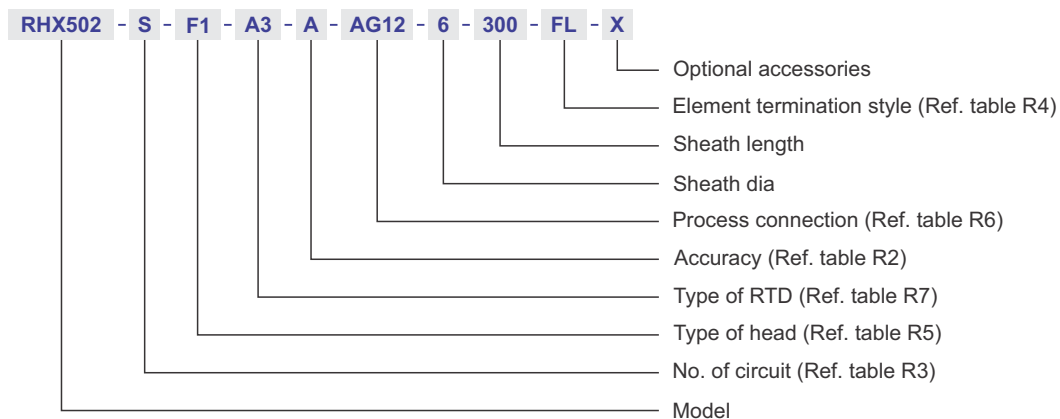 RHX502 - S - F1 - A3 - A - AG12 - 6 - 300 - FL - X
Optional accessories
Element termination style (Ref. table R4)
Sheath length
Sheath dia
Process connection (Ref. table R6)
Accuracy (Ref. table R2)
Type of RTD (Ref. table R7)
Type of head (Ref. table R5)
No. of circuit (Ref. table R3)
Model